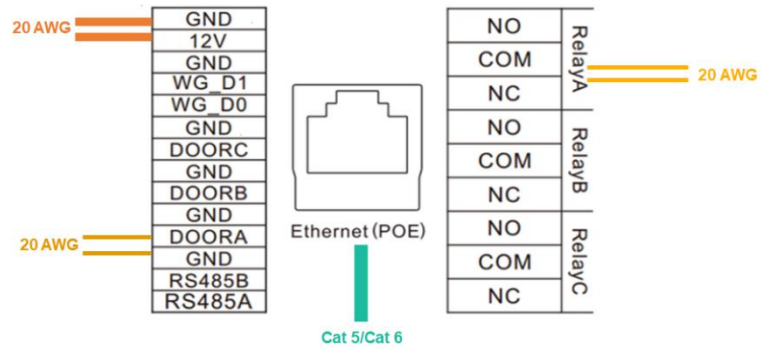 20 AWG
GND
12V
GND
WG_D1
WG_D0
GND
DOORC
GND
DOORB
GND
DOORA
GND
RS485B
RS485A
20 AWG
Ethernet (POE)
Cat 5/Cat 6
NO
COM
NC
RelayA
NO
COM
NC
RelayB
NO
COM
NC
RelayC
20 AWG